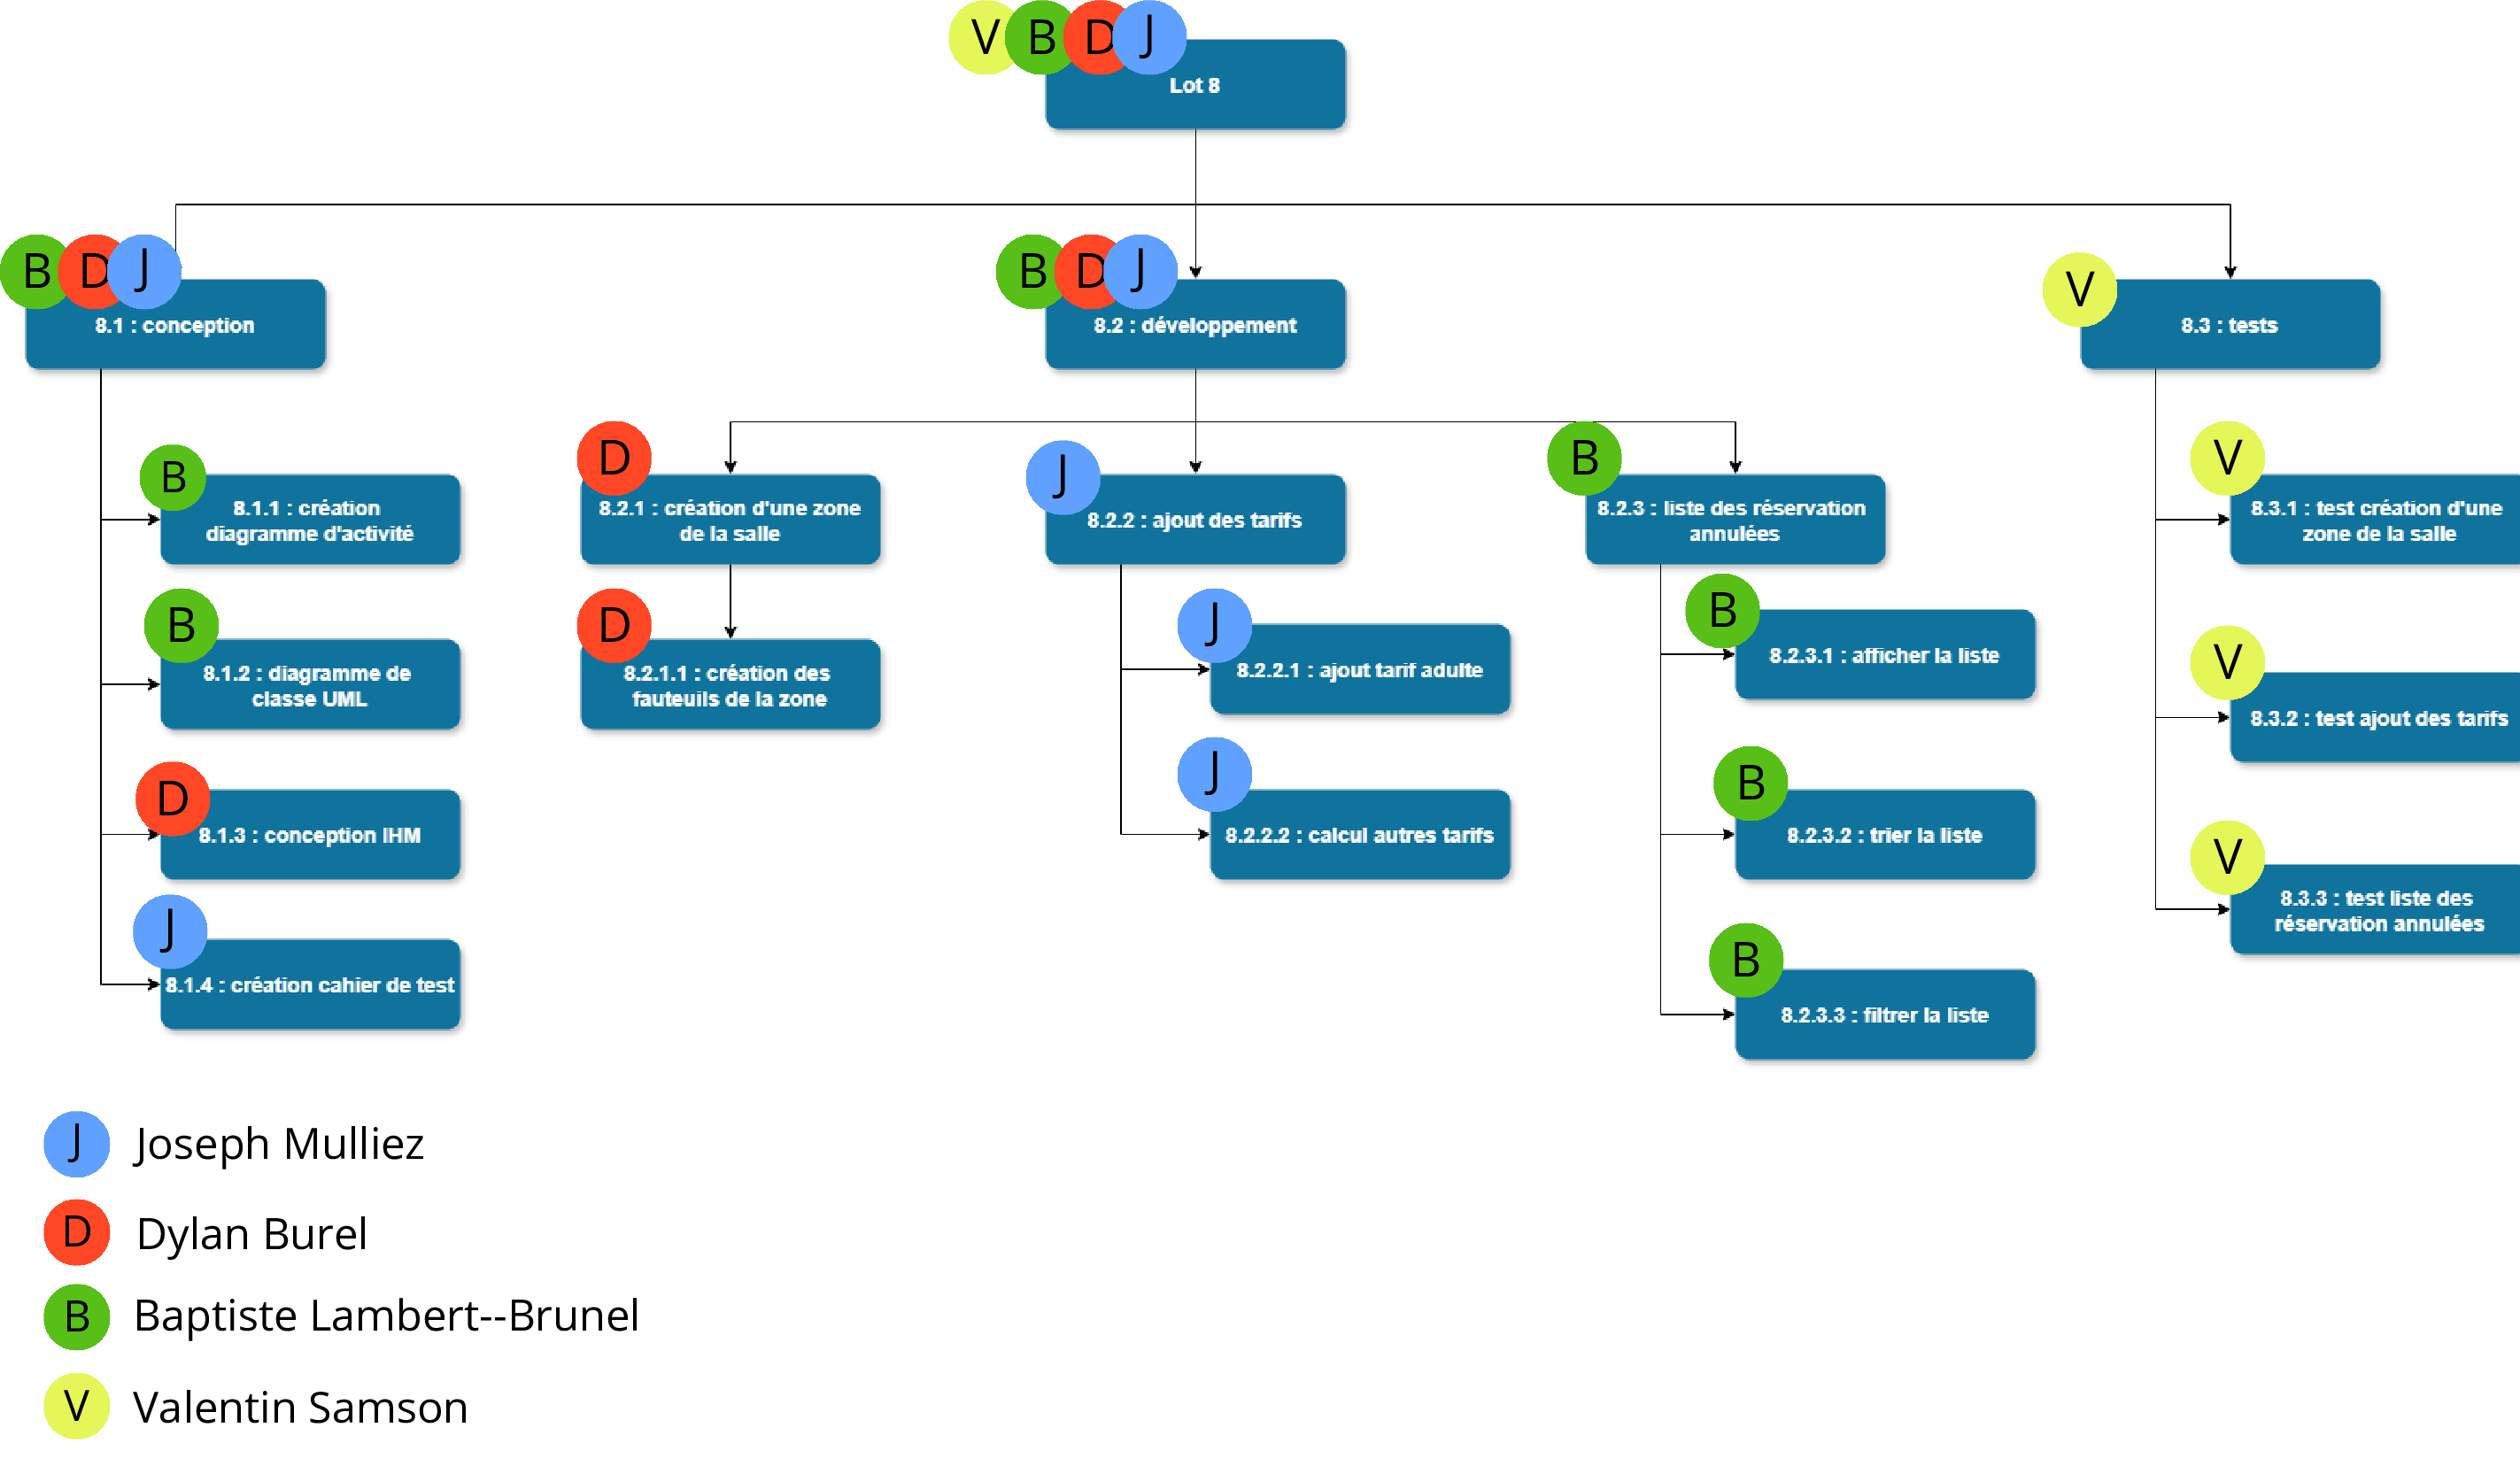 V B D J
Lot 8
B D J
8.1 : conception
B D J
8.2 : développement
V
8.3 : tests
B
8.1.1 : création
diagramme d'activité
B
8.1.2 : diagramme de
classe UML
D
8.1.3 : conception IHM
J
8.1.4 : création cahier de test
D
8.2.1 : création d'une zone
de la salle
D
8.2.1.1 : création des
fauteuils de la zone
J
8.2.2 : ajout des tarifs
J
8.2.2.1 : ajout tarif adulte
J
8.2.2.2 : calcul autres tarifs
B
8.2.3 : liste des réservation
annulées
B
8.2.3.1 : afficher la liste
B
8.2.3.2 : trier la liste
B
8.2.3.3 : filtrer la liste
V
8.3.1 : test création d'une
zone de la salle
V
8.3.2 : test ajout des tarifs
V
8.3.3 : test liste des
réservation annulées
J Joseph Mulliez
D Dylan Burel
B Baptiste Lambert--Brunel
V Valentin Samson